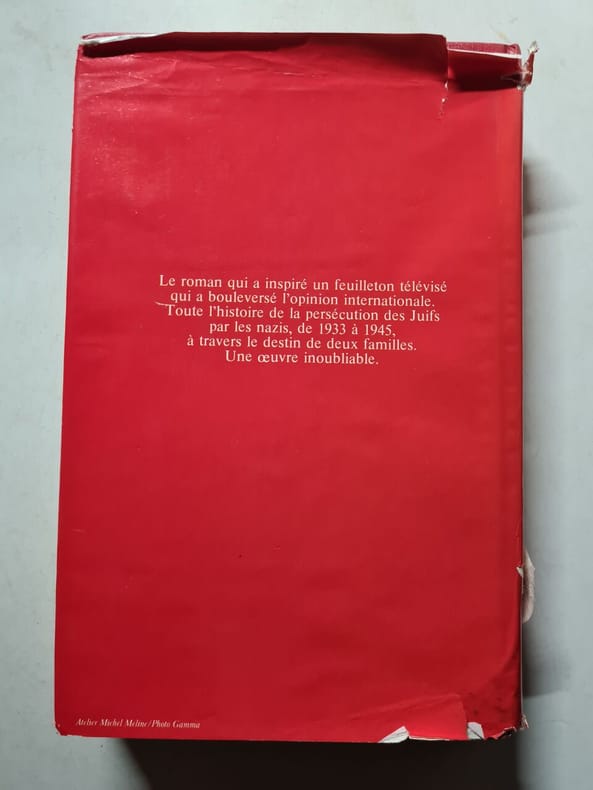 Le roman qui a inspiré un feuilleton télévisé
qui a bouleversé l'opinion internationale.
Toute l'histoire de la persécution des Juifs
par les nazis, de 1933 à 1945,
à travers le destin de deux familles.
Une œuvre inoubliable.
Atelier Michel Meline/Photo Gamma